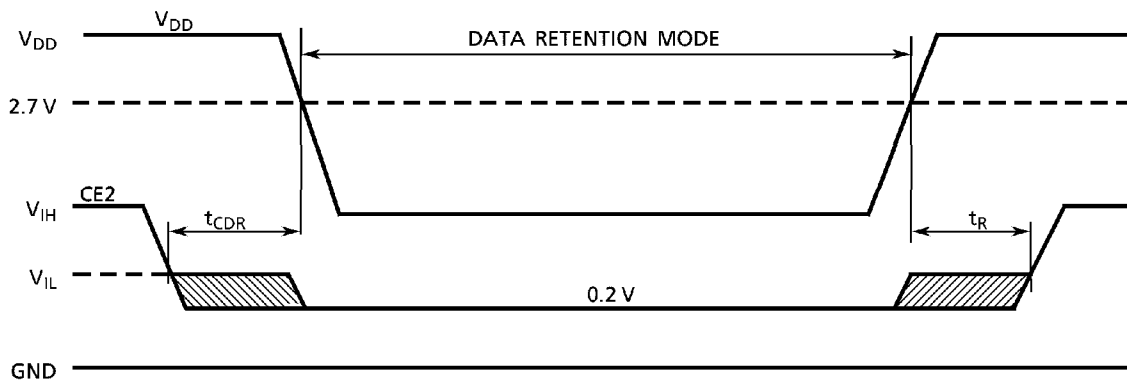 V_DD
V_DD
DATA RETENTION MODE
2.7 V
CE2
V_IH
t_CDR
t_R
V_IL
0.2 V
GND